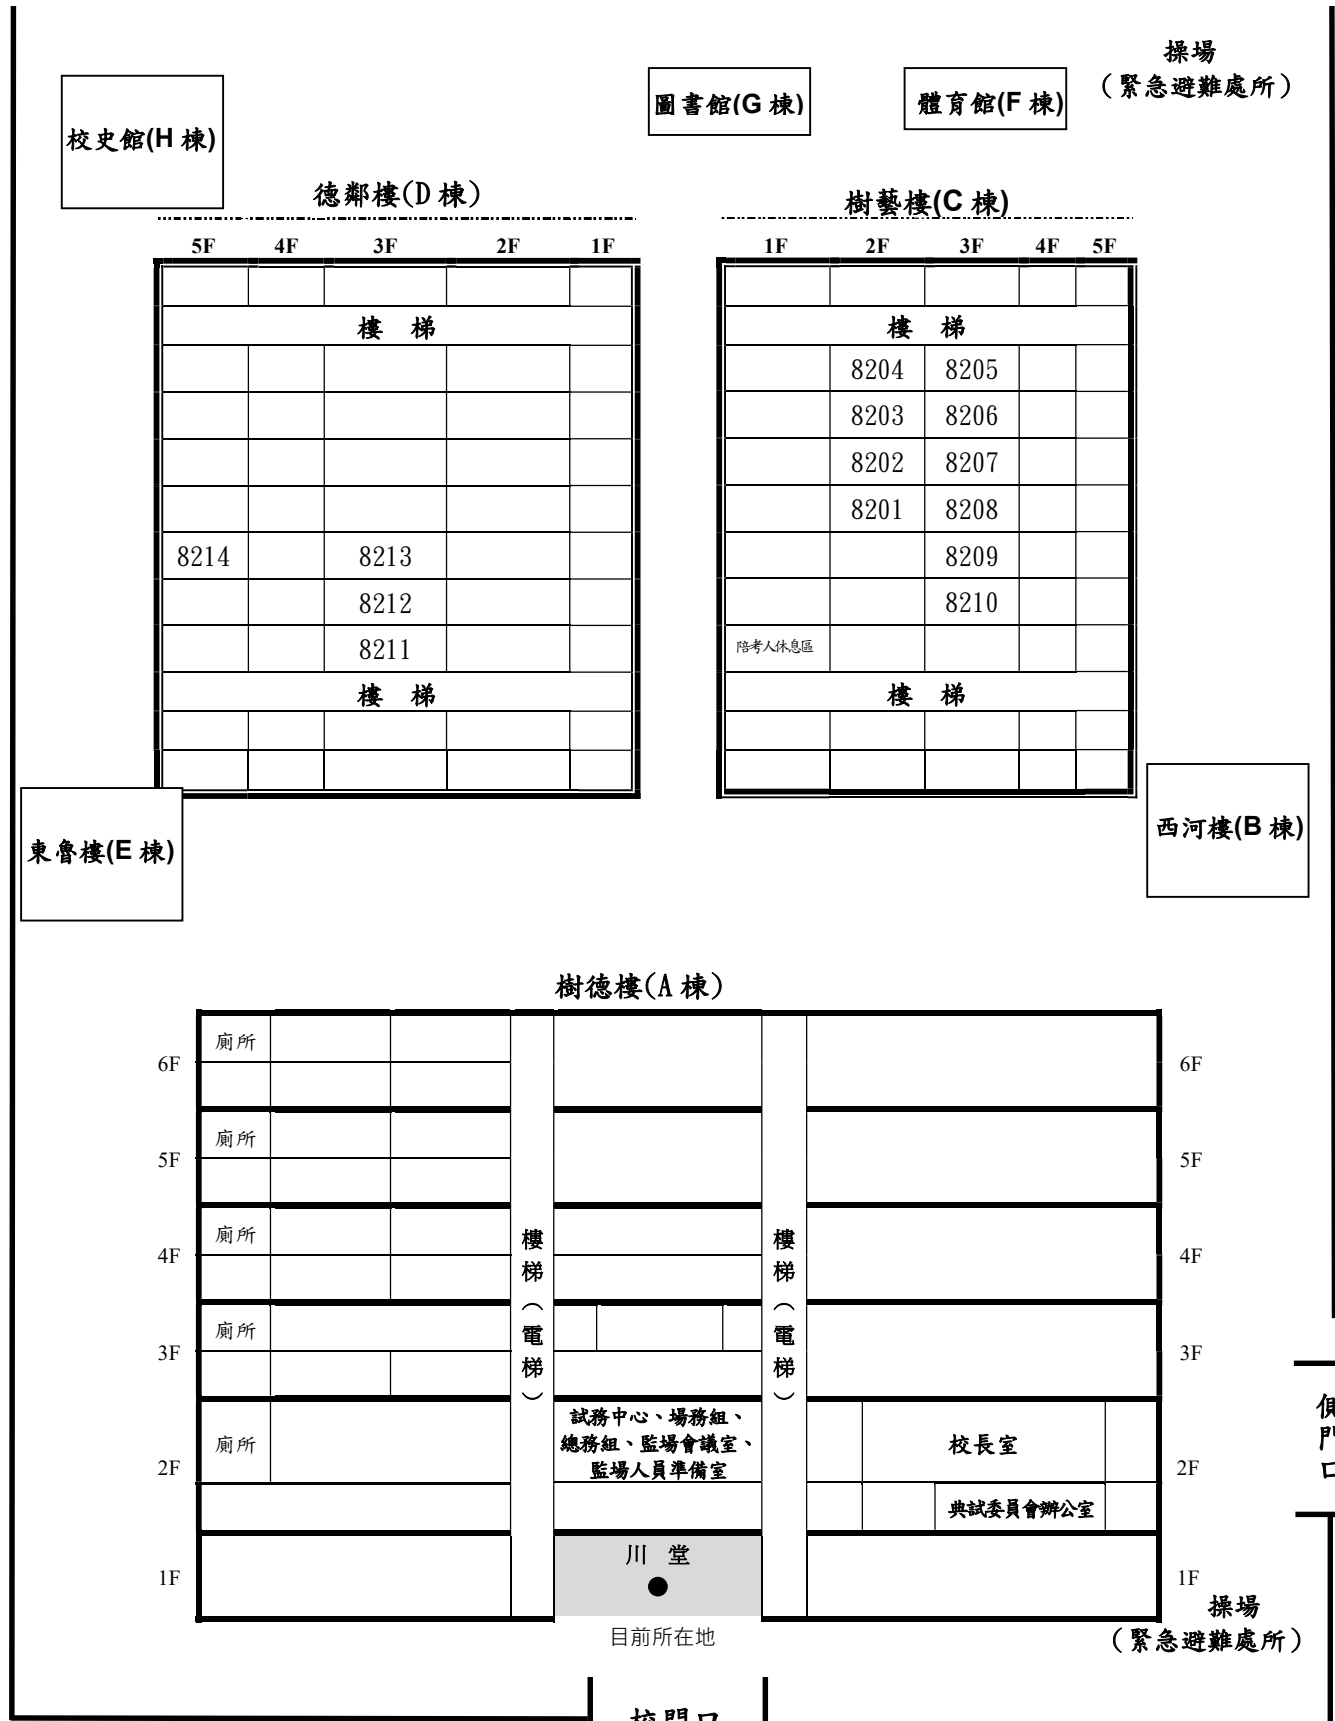 操場
（緊急避難處所）
圖書館(G 棟)
體育館(F 棟)
校史館(H 棟)
德鄰樓(D 棟)
樹藝樓(C 棟)
5F 4F 3F 2F 1F
1F 2F 3F 4F 5F
樓 梯
樓 梯
8204 8205
8203 8206
8202 8207
8201 8208
8214 8213
8209
8212
8210
8211
陪考人休息區
樓 梯
樓 梯
東魯樓(E 棟)
西河樓(B 棟)
樹德樓(A 棟)
廁所
6F 6F
廁所
5F 5F
廁所
4F 4F
樓梯（電梯）
樓梯（電梯）
廁所
3F 3F
側門口
試務中心、場務組、
總務組、監場會議室、
監場人員準備室
廁所
校長室
2F 2F
典試委員會辦公室
川 堂
1F 1F
目前所在地
操場
（緊急避難處所）
校門口